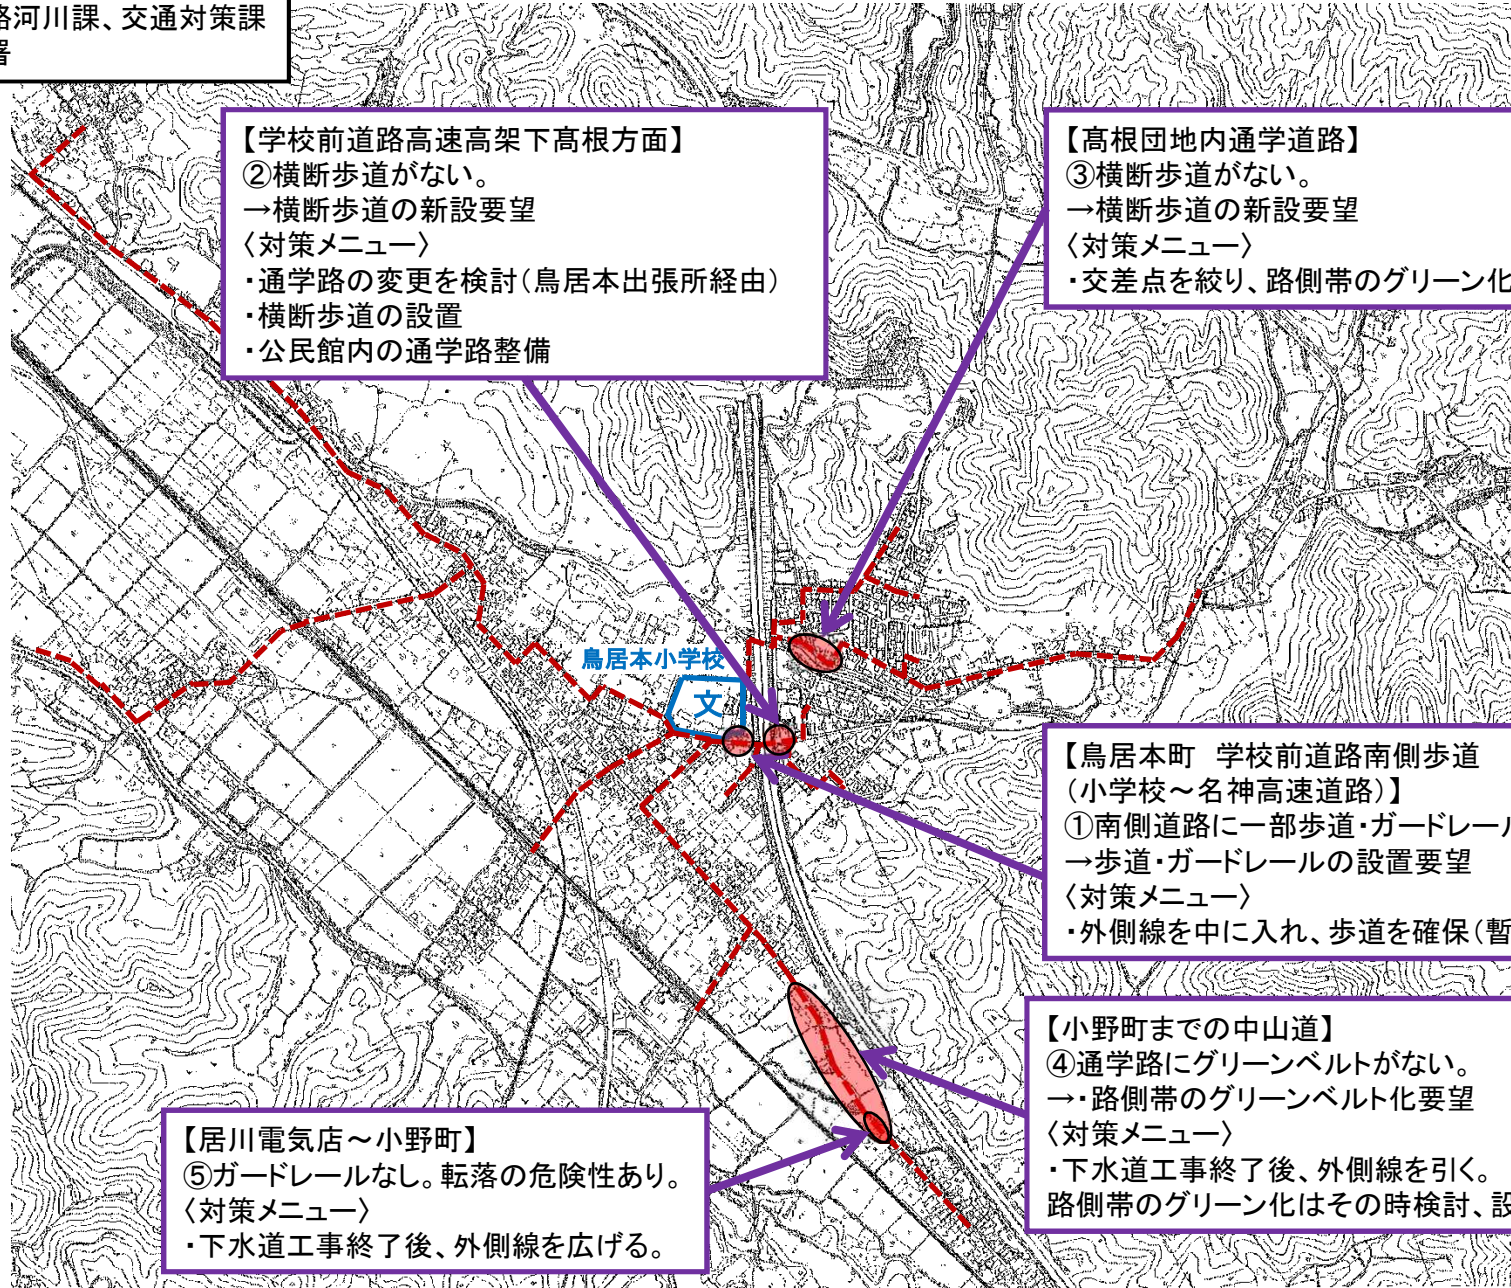 路河川課、交通対策課
署
【学校前道路高速高架下髙根方面】
②横断歩道がない。
→横断歩道の新設要望
〈対策メニュー〉
・通学路の変更を検討(鳥居本出張所経由)
・横断歩道の設置
・公民館内の通学路整備
【髙根団地内通学道路】
③横断歩道がない。
→横断歩道の新設要望
〈対策メニュー〉
・交差点を絞り、路側帯のグリーン化
鳥居本小学校
文
【鳥居本町 学校前道路南側歩道
(小学校～名神高速道路)】
①南側道路に一部歩道・ガードレール
→歩道・ガードレールの設置要望
〈対策メニュー〉
・外側線を中に入れ、歩道を確保(暫
【小野町までの中山道】
④通学路にグリーンベルトがない。
→・路側帯のグリーンベルト化要望
〈対策メニュー〉
・下水道工事終了後、外側線を引く。
路側帯のグリーン化はその時検討、設
【居川電気店～小野町】
⑤ガードレールなし。転落の危険性あり。
〈対策メニュー〉
・下水道工事終了後、外側線を広げる。